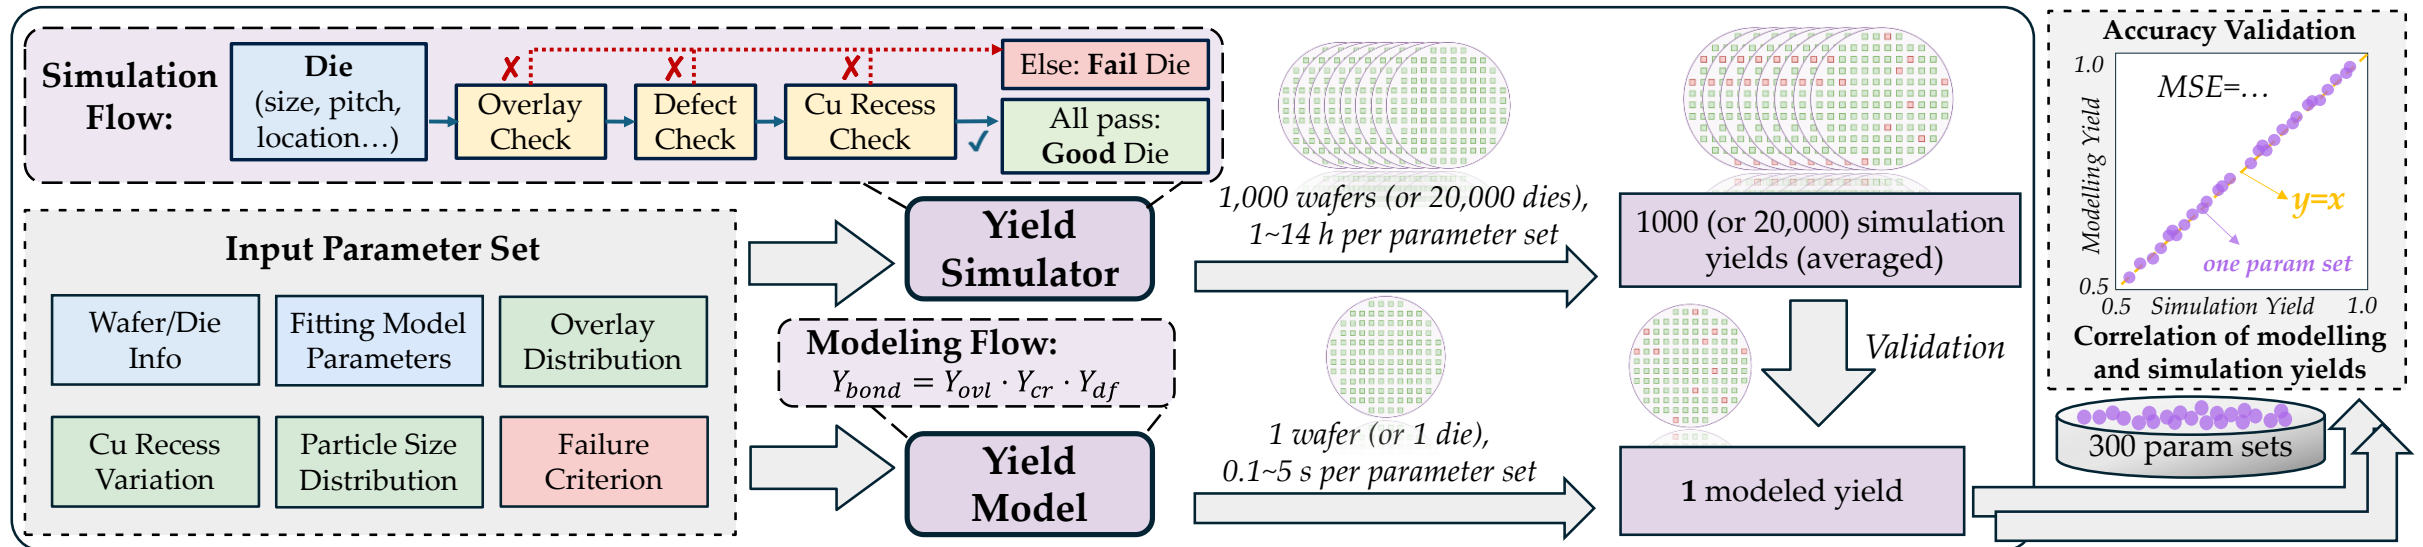 Simulation
Flow:
Die
(size, pitch,
location...)
Overlay
Check
Defect
Check
Cu Recess
Check
✗
✗
✗
✓
Else: Fail Die
All pass:
Good Die
Input Parameter Set
Wafer/Die
Info
Fitting Model
Parameters
Overlay
Distribution
Cu Recess
Variation
Particle Size
Distribution
Failure
Criterion
Yield
Simulator
Modeling Flow:
Y_bond = Y_ovl · Y_cr · Y_df
Yield
Model
1,000 wafers (or 20,000 dies),
1~14 h per parameter set
1 wafer (or 1 die),
0.1~5 s per parameter set
1000 (or 20,000) simulation
yields (averaged)
Validation
1 modeled yield
Accuracy Validation
1.0
MSE=...
Modelling Yield
y=x
one param set
0.5
0.5 Simulation Yield 1.0
Correlation of modelling
and simulation yields
300 param sets